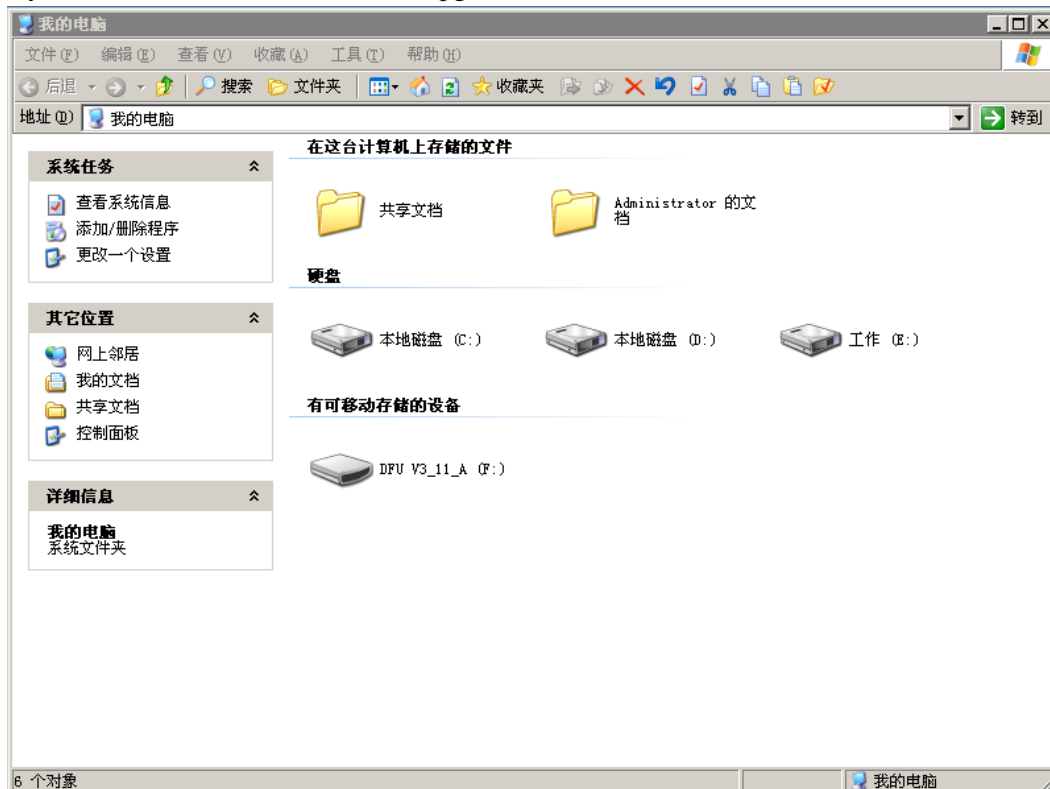 我的电脑
文件(F) 编辑(E) 查看(V) 收藏(A) 工具(T) 帮助(H)
后退 搜索 文件夹 收藏夹
地址(D) 我的电脑 转到
系统任务
查看系统信息
添加/删除程序
更改一个设置
其它位置
网上邻居
我的文档
共享文档
控制面板
详细信息
我的电脑
系统文件夹
在这台计算机上存储的文件
共享文档
Administrator 的文
档
硬盘
本地磁盘 (C:)
本地磁盘 (D:)
工作 (E:)
有可移动存储的设备
DFU V3_11_A (F:)
6 个对象
我的电脑